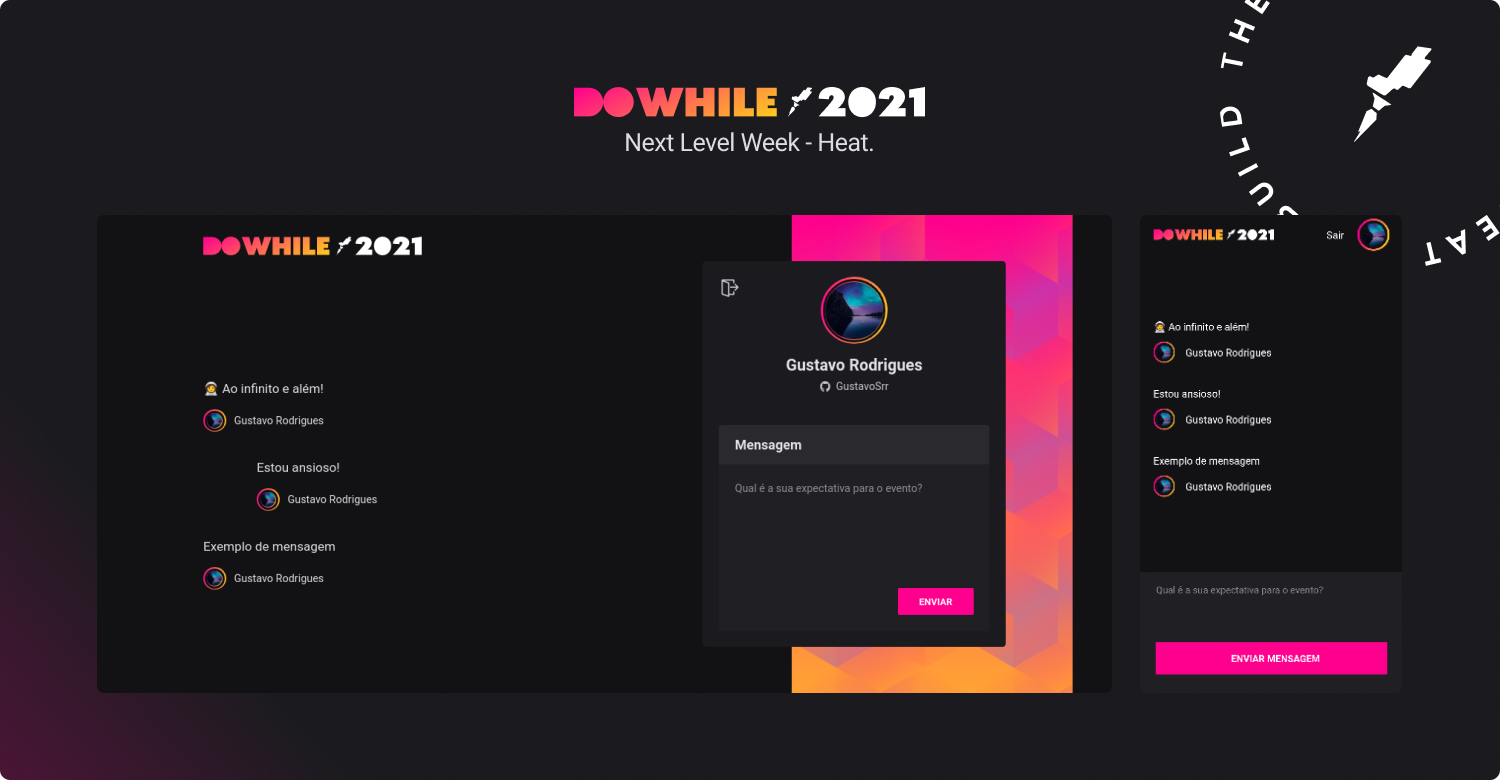 DOWHILE 2021
Next Level Week - Heat.
THE
UILD
EAT
DOWHILE 2021
👩‍🚀 Ao infinito e além!
Gustavo Rodrigues
Estou ansioso!
Gustavo Rodrigues
Exemplo de mensagem
Gustavo Rodrigues
Gustavo Rodrigues
GustavoSrr
Mensagem
Qual é a sua expectativa para o evento?
ENVIAR
DOWHILE 2021
Sair
👩‍🚀 Ao infinito e além!
Gustavo Rodrigues
Estou ansioso!
Gustavo Rodrigues
Exemplo de mensagem
Gustavo Rodrigues
Qual é a sua expectativa para o evento?
ENVIAR MENSAGEM